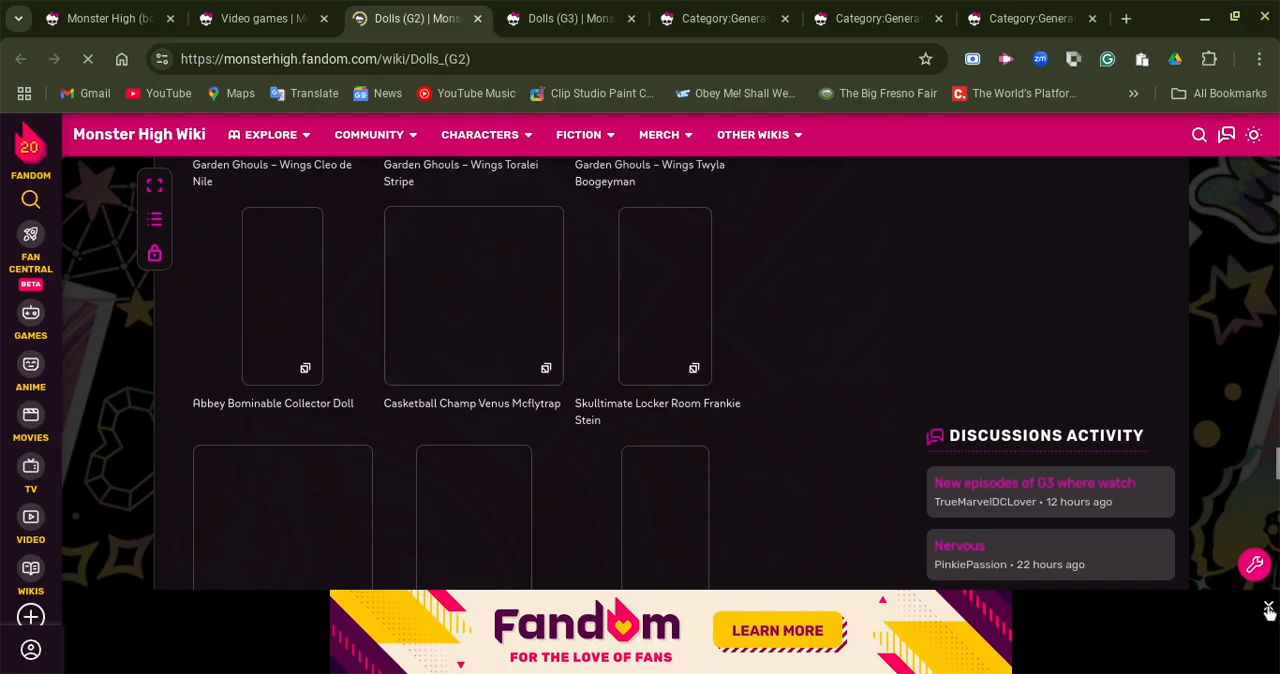 Monster High (bo
Video games | M
Dolls (G2) | Mons
Dolls (G3) | Mons
Category:Genera
Category:Genera
Category:Genera
https://monsterhigh.fandom.com/wiki/Dolls_(G2)
Gmail
YouTube
Maps
Translate
News
YouTube Music
Clip Studio Paint C...
Obey Me! Shall We...
The Big Fresno Fair
The World's Platfor...
All Bookmarks
20
FANDOM
FAN
CENTRAL
BETA
GAMES
ANIME
MOVIES
TV
VIDEO
WIKIS
Monster High Wiki
EXPLORE
COMMUNITY
CHARACTERS
FICTION
MERCH
OTHER WIKIS
Garden Ghouls – Wings Cleo de
Nile
Garden Ghouls – Wings Toralei
Stripe
Garden Ghouls – Wings Twyla
Boogeyman
Abbey Bominable Collector Doll
Casketball Champ Venus Mcflytrap
Skulltimate Locker Room Frankie
Stein
DISCUSSIONS ACTIVITY
New episodes of G3 where watch
TrueMarvelDCLover • 12 hours ago
Nervous
PinkiePassion • 22 hours ago
Fandom
FOR THE LOVE OF FANS
LEARN MORE